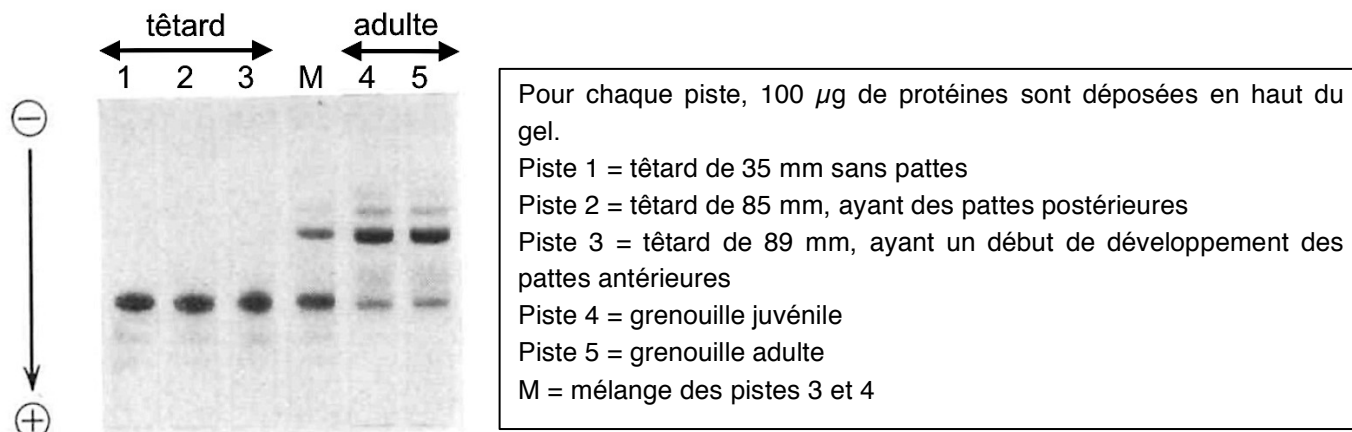 têtard
adulte
1 2 3 M 4 5
⊖
⊕
Pour chaque piste, 100 µg de protéines sont déposées en haut du
gel.
Piste 1 = têtard de 35 mm sans pattes
Piste 2 = têtard de 85 mm, ayant des pattes postérieures
Piste 3 = têtard de 89 mm, ayant un début de développement des
pattes antérieures
Piste 4 = grenouille juvénile
Piste 5 = grenouille adulte
M = mélange des pistes 3 et 4